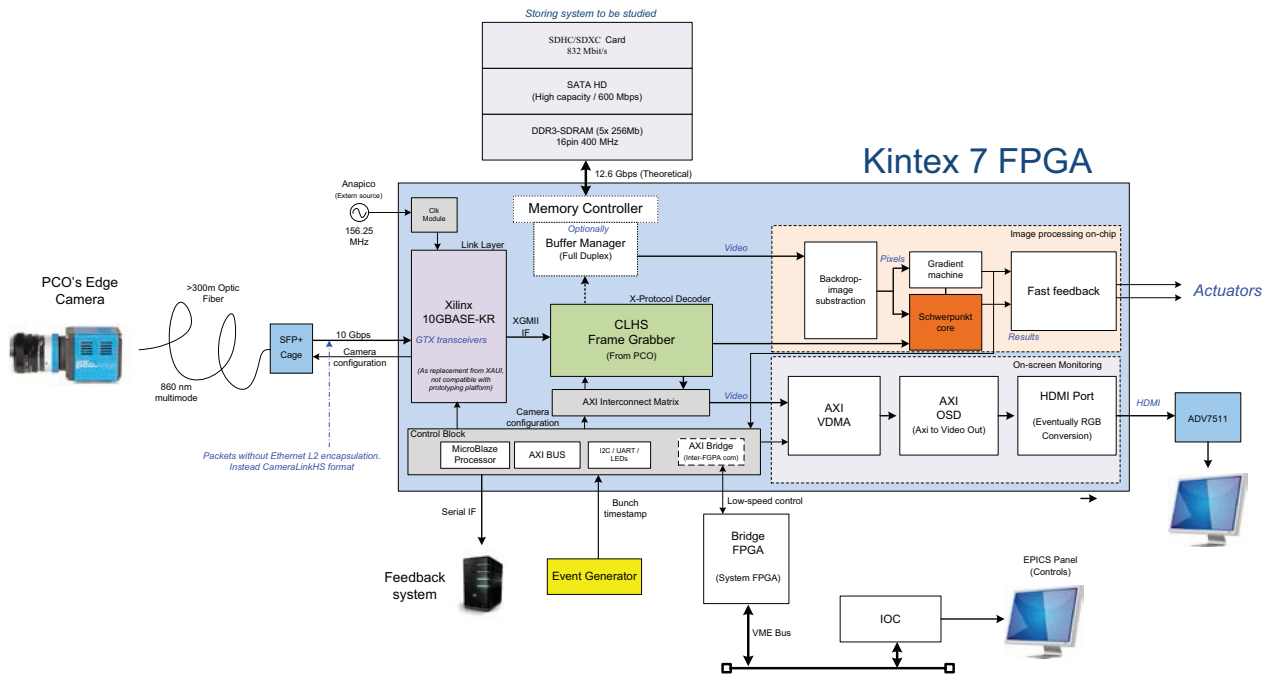 Storing system to be studied
SDHC/SDXC Card
832 Mbit/s
SATA HD
(High capacity / 600 Mbps)
DDR3-SDRAM (5x 256Mb)
16pin 400 MHz
12.6 Gbps (Theoretical)
Kintex 7 FPGA
Anapico
(Extern source)
156.25
MHz
Clk
Module
Link Layer
Memory Controller
Optionally
Buffer Manager
(Full Duplex)
Video
Image processing on-chip
Backdrop-
image
substraction
Pixels
Gradient
machine
Schwerpunkt
core
Fast feedback
Results
Actuators
PCO's Edge
Camera
pco.edge
>300m Optic
Fiber
860 nm
multimode
SFP+
Cage
10 Gbps
Camera
configuration
Xilinx
10GBASE-KR
GTX transceivers
(As replacement from XAUI,
not compatible with
prototyping platform)
XGMII
IF
X-Protocol Decoder
CLHS
Frame Grabber
(From PCO)
AXI Interconnect Matrix
Camera
configuration
Video
On-screen Monitoring
AXI
VDMA
AXI
OSD
(Axi to Video Out)
HDMI Port
(Eventually RGB
Conversion)
HDMI
ADV7511
Packets without Ethernet L2 encapsulation.
Instead CameraLinkHS format
Control Block
MicroBlaze
Processor
AXI BUS
I2C / UART /
LEDs
AXI Bridge
(Inter-FGPA com)
Serial IF
Bunch
timestamp
Low-speed control
Feedback
system
Event Generator
Bridge
FPGA
(System FPGA)
VME Bus
IOC
EPICS Panel
(Controls)